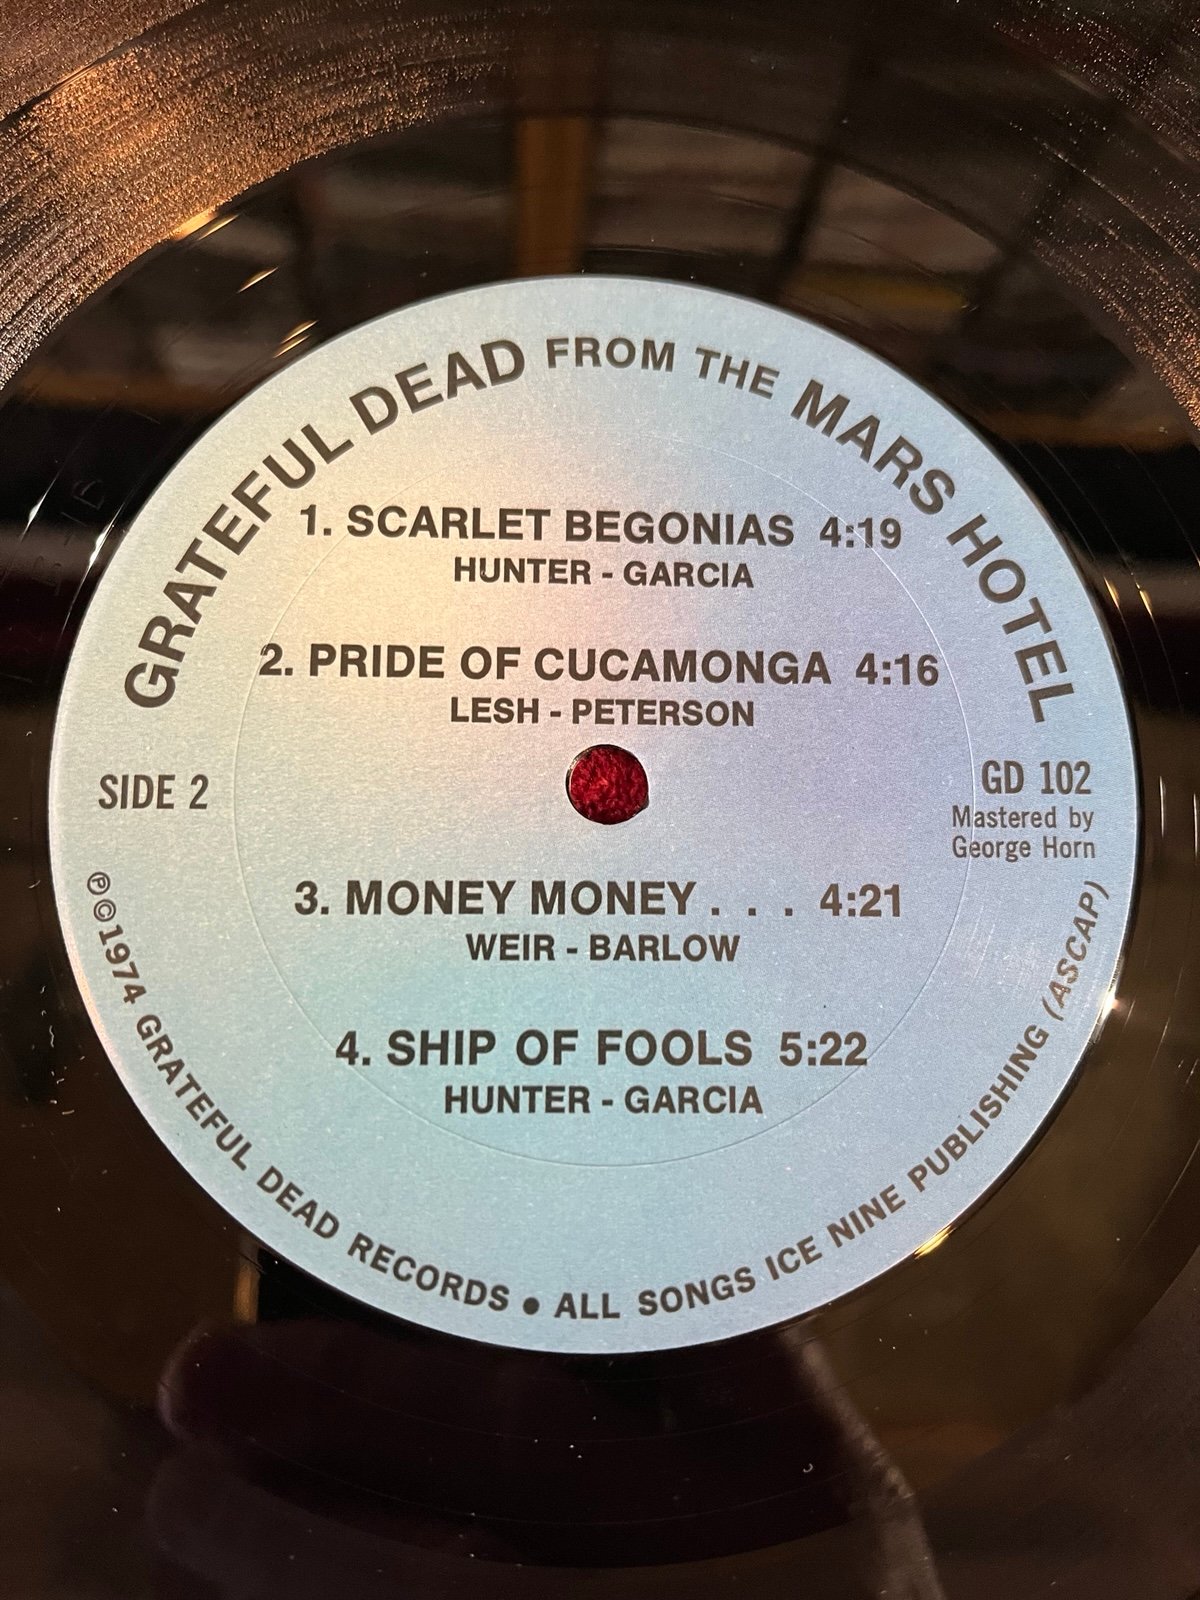 GRATEFUL DEAD FROM THE MARS HOTEL
1. SCARLET BEGONIAS 4:19
HUNTER - GARCIA
2. PRIDE OF CUCAMONGA 4:16
LESH - PETERSON
SIDE 2
GD 102
Mastered by
George Horn
3. MONEY MONEY . . . 4:21
WEIR - BARLOW
4. SHIP OF FOOLS 5:22
HUNTER - GARCIA
℗©1974 GRATEFUL DEAD RECORDS ● ALL SONGS ICE NINE PUBLISHING (ASCAP)